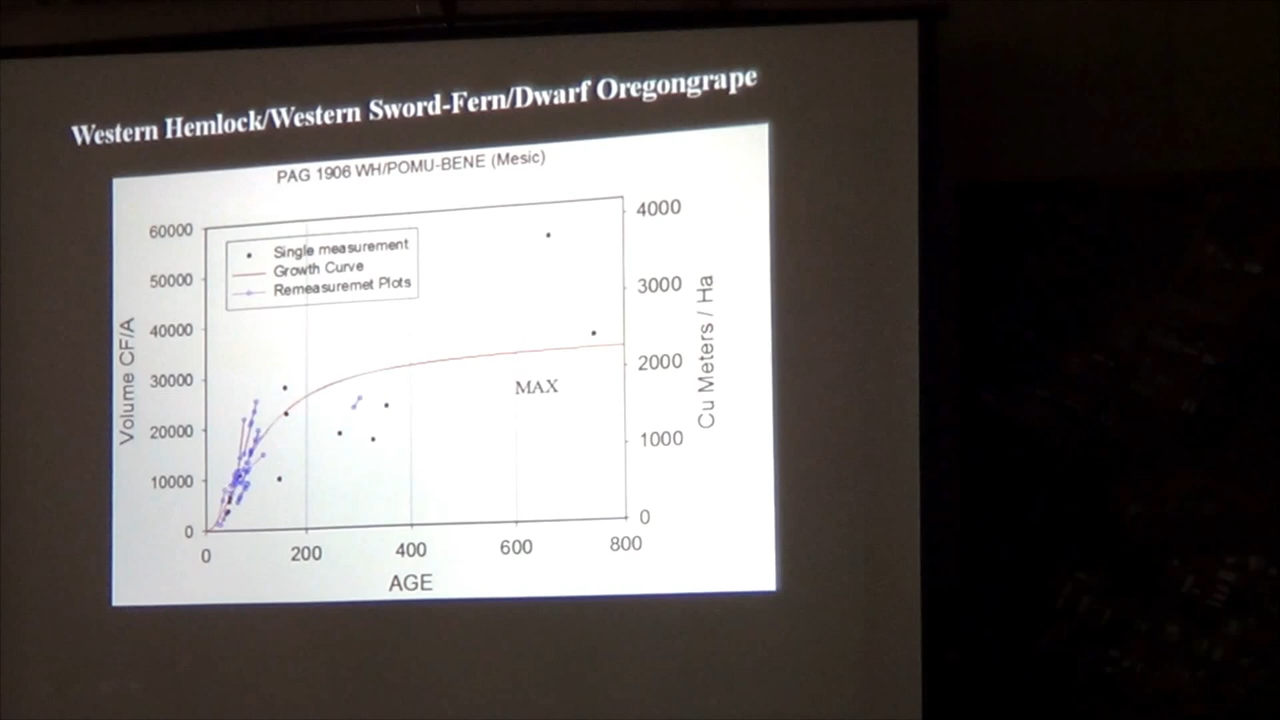 Western Hemlock/Western Sword-Fern/Dwarf Oregongrape
PAG 1906 WH/POMU-BENE (Mesic)
Single measurement
Growth Curve
Remeasuremet Plots
Volume CF/A
60000
50000
40000
30000
20000
10000
0
4000
3000
2000
1000
0
Cu Meters / Ha
MAX
0 200 400 600 800
AGE